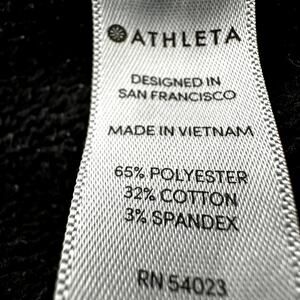 ATHLETA
DESIGNED IN
SAN FRANCISCO
MADE IN VIETNAM
65% POLYESTER
32% COTTON
3% SPANDEX
RN 54023